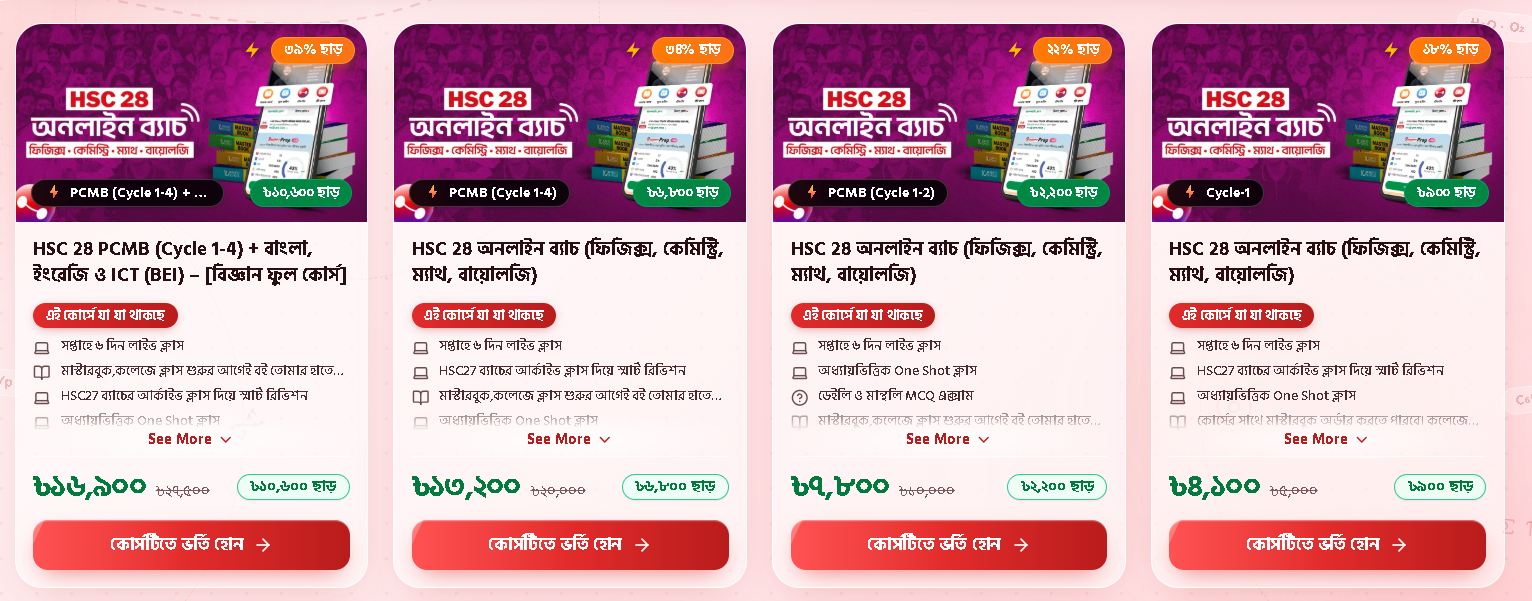 ৩৯% ছাড়
HSC 28
অনলাইন ব্যাচ
ফিজিক্স • কেমিস্ট্রি • ম্যাথ • বায়োলজি
PCMB (Cycle 1-4) + ...
৳১০,৬০০ ছাড়
HSC 28 PCMB (Cycle 1-4) + বাংলা,
ইংরেজি ও ICT (BEI) – [বিজ্ঞান ফুল কোর্স]
এই কোর্সে যা যা থাকছে
সপ্তাহে ৬ দিন লাইভ ক্লাস
মাস্টারবুক,কলেজে ক্লাস শুরুর আগেই বই তোমার হাতে...
HSC27 ব্যাচের আর্কাইভ ক্লাস দিয়ে স্মার্ট রিভিশন
অধ্যায়ভিত্তিক One Shot ক্লাস
See More
৳১৬,৯০০ ৳২৭,৫০০ ৳১০,৬০০ ছাড়
কোর্সটিতে ভর্তি হোন →
৩৪% ছাড়
HSC 28
অনলাইন ব্যাচ
ফিজিক্স • কেমিস্ট্রি • ম্যাথ • বায়োলজি
PCMB (Cycle 1-4)
৳৬,৮০০ ছাড়
HSC 28 অনলাইন ব্যাচ (ফিজিক্স, কেমিস্ট্রি,
ম্যাথ, বায়োলজি)
এই কোর্সে যা যা থাকছে
সপ্তাহে ৬ দিন লাইভ ক্লাস
HSC27 ব্যাচের আর্কাইভ ক্লাস দিয়ে স্মার্ট রিভিশন
মাস্টারবুক,কলেজে ক্লাস শুরুর আগেই বই তোমার হাতে...
অধ্যায়ভিত্তিক One Shot ক্লাস
See More
৳১৩,২০০ ৳২০,০০০ ৳৬,৮০০ ছাড়
কোর্সটিতে ভর্তি হোন →
২২% ছাড়
HSC 28
অনলাইন ব্যাচ
ফিজিক্স • কেমিস্ট্রি • ম্যাথ • বায়োলজি
PCMB (Cycle 1-2)
৳২,২০০ ছাড়
HSC 28 অনলাইন ব্যাচ (ফিজিক্স, কেমিস্ট্রি,
ম্যাথ, বায়োলজি)
এই কোর্সে যা যা থাকছে
সপ্তাহে ৬ দিন লাইভ ক্লাস
অধ্যায়ভিত্তিক One Shot ক্লাস
ডেইলি ও মান্থলি MCQ এক্সাম
মাস্টারবুক,কলেজে ক্লাস শুরুর আগেই বই তোমার হাতে...
See More
৳৭,৮০০ ৳১০,০০০ ৳২,২০০ ছাড়
কোর্সটিতে ভর্তি হোন →
১৮% ছাড়
HSC 28
অনলাইন ব্যাচ
ফিজিক্স • কেমিস্ট্রি • ম্যাথ • বায়োলজি
Cycle-1
৳৯০০ ছাড়
HSC 28 অনলাইন ব্যাচ (ফিজিক্স, কেমিস্ট্রি,
ম্যাথ, বায়োলজি)
এই কোর্সে যা যা থাকছে
সপ্তাহে ৬ দিন লাইভ ক্লাস
HSC27 ব্যাচের আর্কাইভ ক্লাস দিয়ে স্মার্ট রিভিশন
অধ্যায়ভিত্তিক One Shot ক্লাস
কোর্সের সাথে মাস্টারবুক অর্ডার করতে পারবে। কলেজে...
See More
৳৪,১০০ ৳৫,০০০ ৳৯০০ ছাড়
কোর্সটিতে ভর্তি হোন →